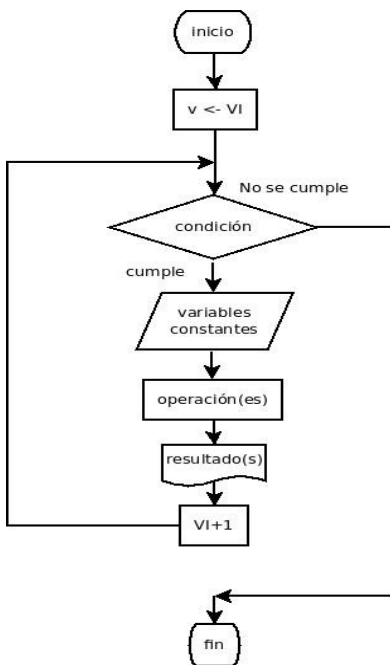 inicio
v <- VI
No se cumple
condición
cumple
variables
constantes
operación(es)
resultado(s)
VI+1
fin